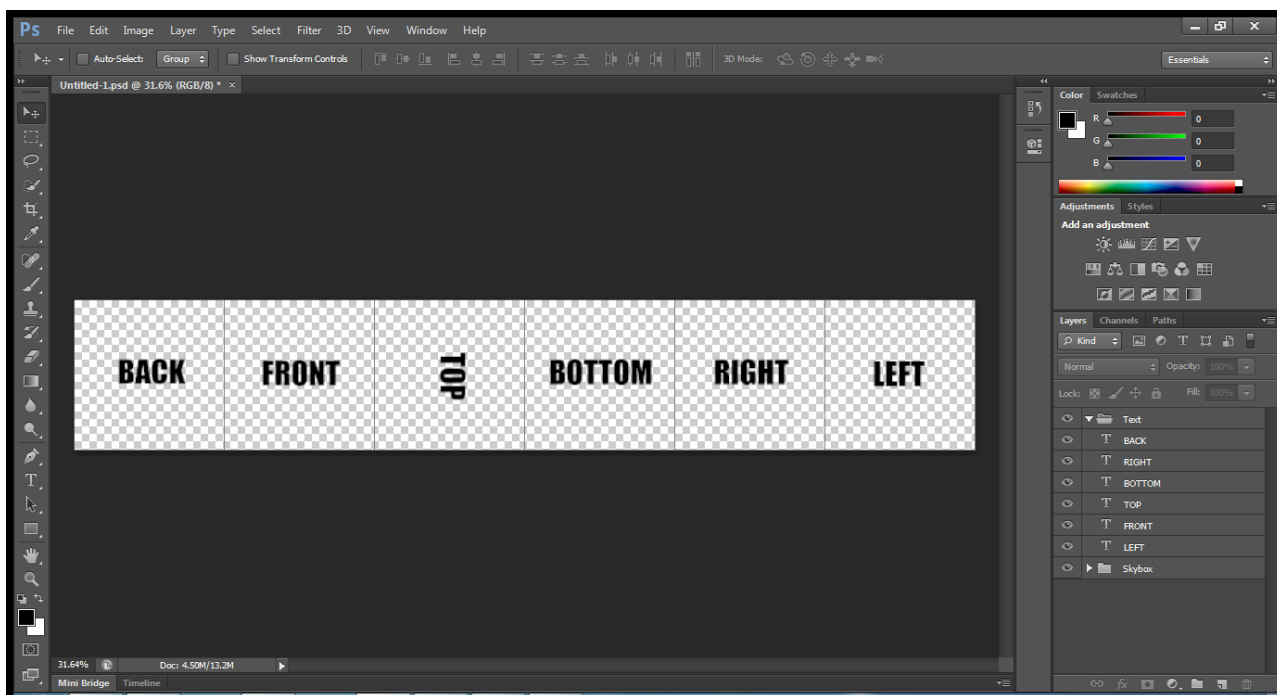 Ps File Edit Image Layer Type Select Filter 3D View Window Help
Auto-Select: Group Show Transform Controls 3D Mode: Essentials
Untitled-1.psd @ 31.6% (RGB/8) * ×
Color Swatches
R 0
G 0
B 0
Adjustments Styles
Add an adjustment
BACK FRONT TOP BOTTOM RIGHT LEFT
Layers Channels Paths
Kind
Normal Opacity: 100%
Lock: Fill: 100%
Text
T BACK
T RIGHT
T BOTTOM
T TOP
T FRONT
T LEFT
Skybox
31.64% Doc: 4.50M/13.2M
Mini Bridge Timeline